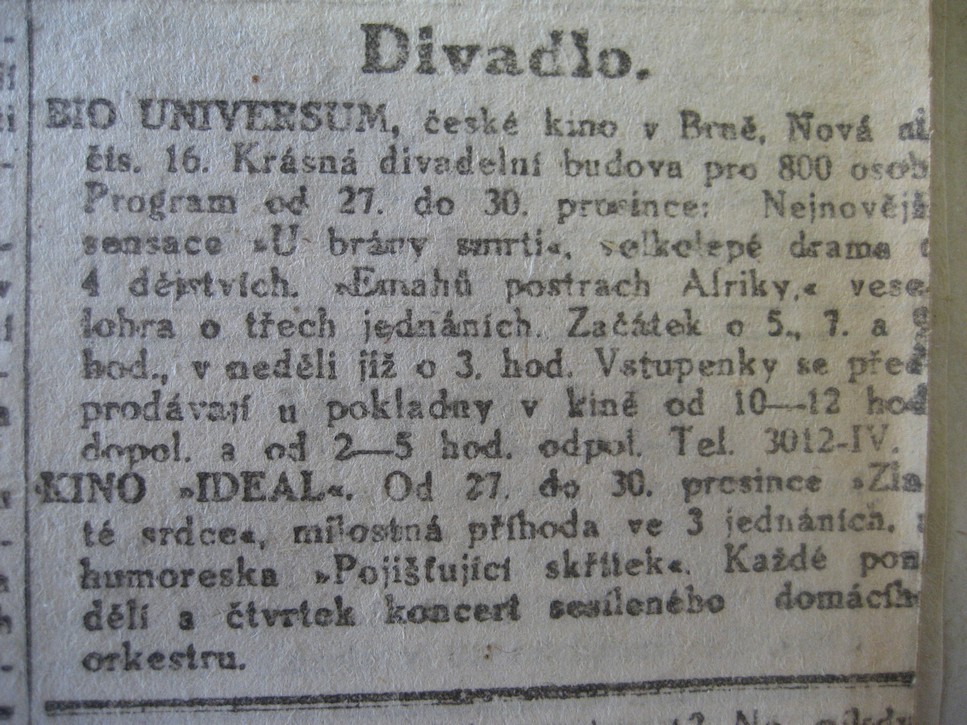 Divadlo.
BIO UNIVERSUM, české kino v Brně, Nová ul.
čís. 16. Krásná divadelní budova pro 800 osob
Program od 27. do 30. prosince: Nejnovější
sensace »U brány smrti«, velkolepé drama o
4 dějstvích. »Emahů postrach Afriky,« vese-
lohra o třech jednáních. Začátek o 5., 7. a 9
hod., v neděli již o 3. hod. Vstupenky se před-
prodávají u pokladny v kině od 10—12 hod
dopol. a od 2—5 hod. odpol. Tel. 3012-IV.
KINO »IDEAL«. Od 27. do 30. presince »Zla-
té srdce«, milostná příhoda ve 3 jednáních, a
humoreska »Pojišťující skřítek«. Každé pon-
dělí a čtvrtek koncert sesíleného domácího
orkestru.